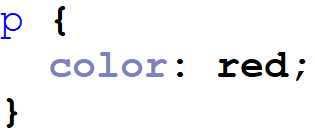 p {
  color: red;
}